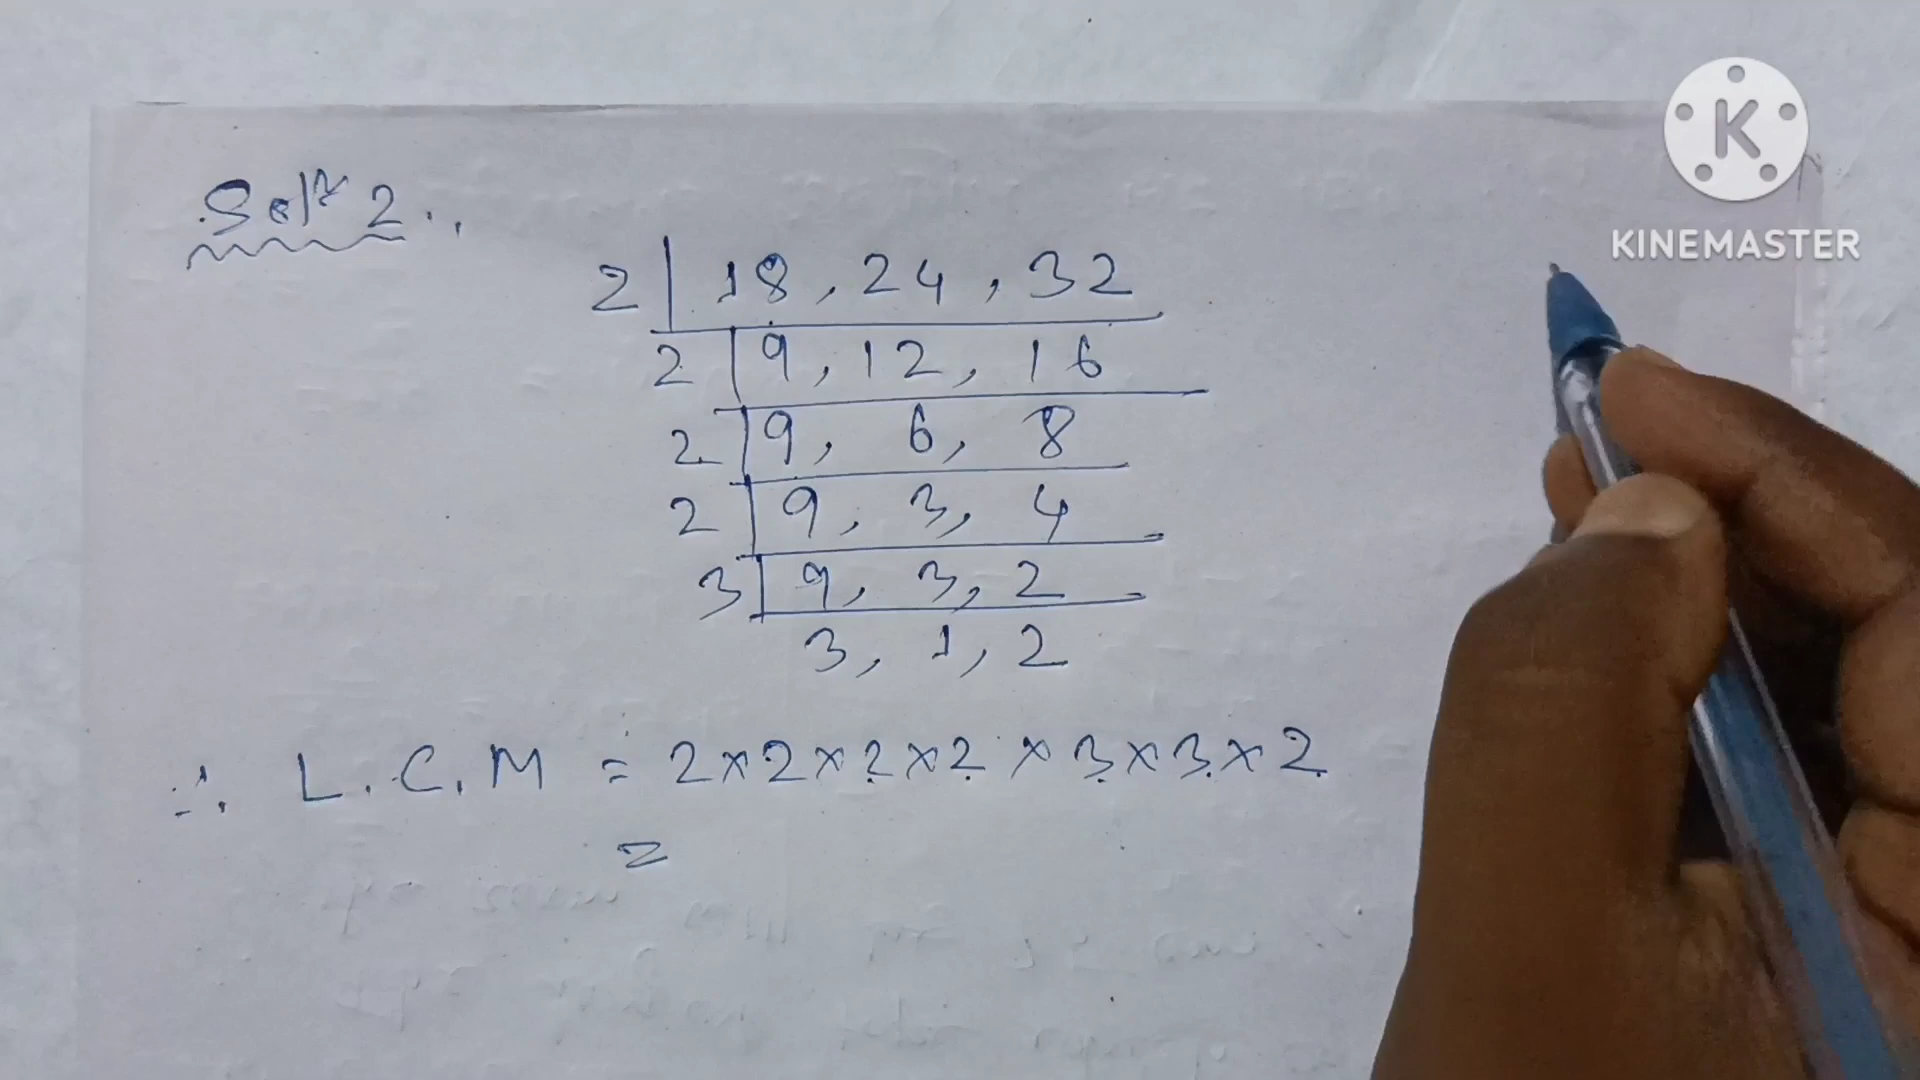 K
KINEMASTER
Solⁿ 2..
2 | 18, 24, 32
2 | 9, 12, 16
2 | 9, 6, 8
2 | 9, 3, 4
3 | 9, 3, 2
3, 1, 2
∴ L.C.M = 2×2×2×2×3×3×2
=